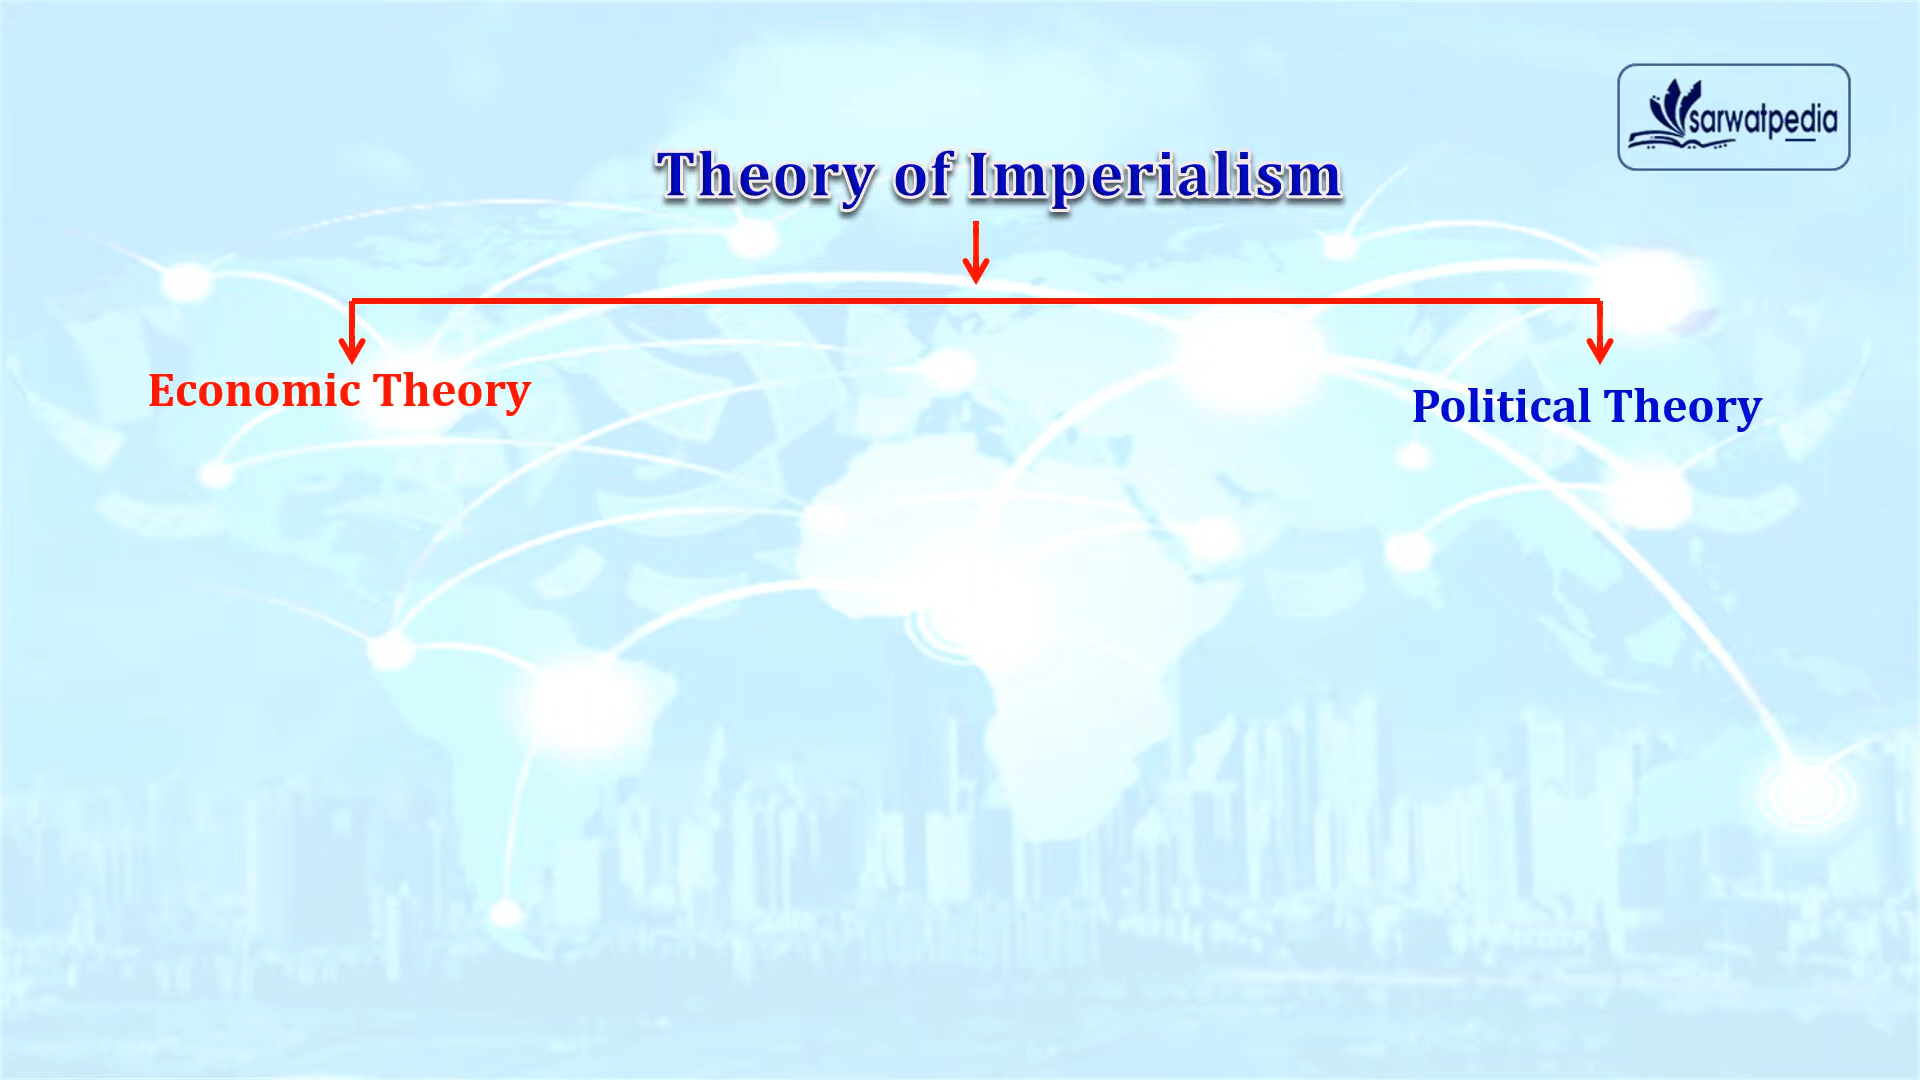 sarwatpedia
Theory of Imperialism
Economic Theory
Political Theory